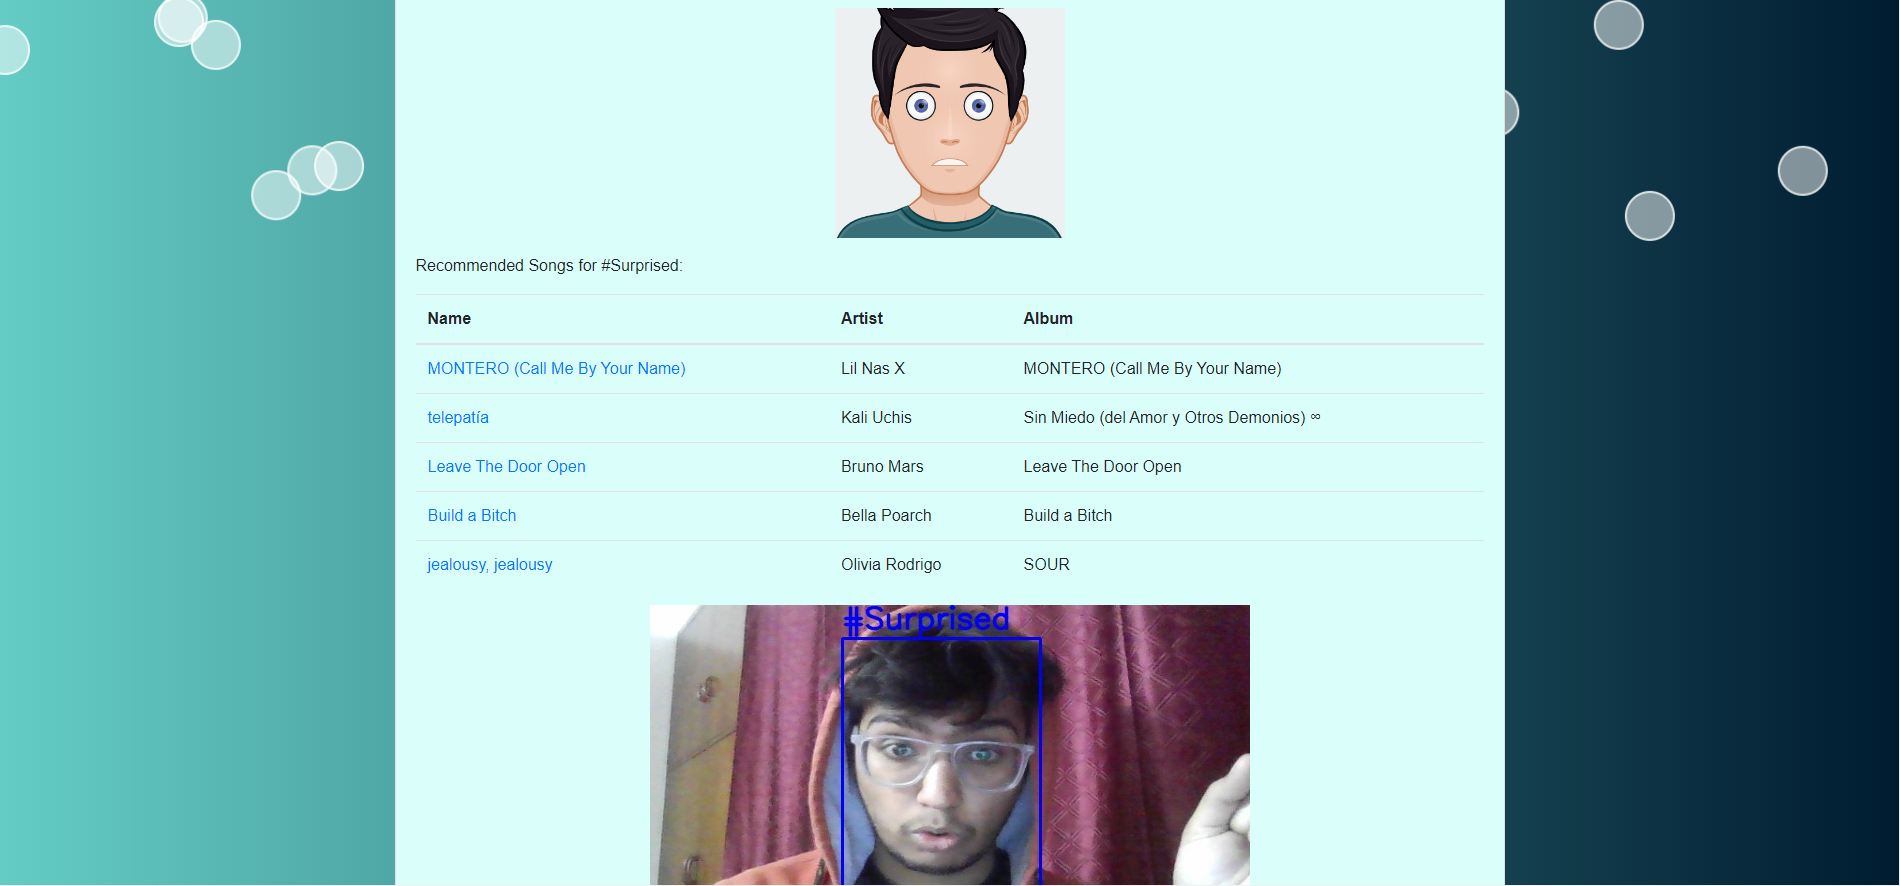 Recommended Songs for #Surprised:
Name Artist Album
MONTERO (Call Me By Your Name) Lil Nas X MONTERO (Call Me By Your Name)
telepatía Kali Uchis Sin Miedo (del Amor y Otros Demonios) ∞
Leave The Door Open Bruno Mars Leave The Door Open
Build a Bitch Bella Poarch Build a Bitch
jealousy, jealousy Olivia Rodrigo SOUR
#Surprised